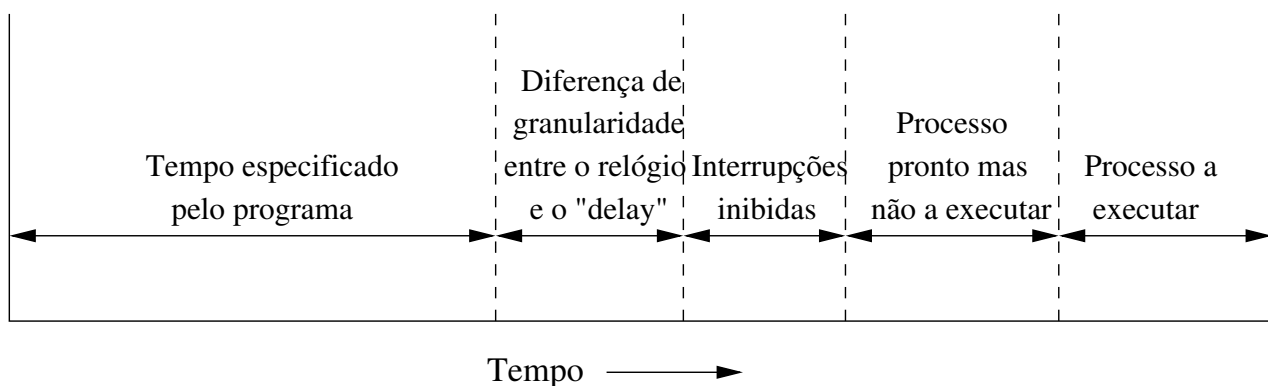 Tempo especificado
pelo programa
Diferença de
granularidade
entre o relógio
e o "delay"
Interrupções
inibidas
Processo
pronto mas
não a executar
Processo a
executar
Tempo